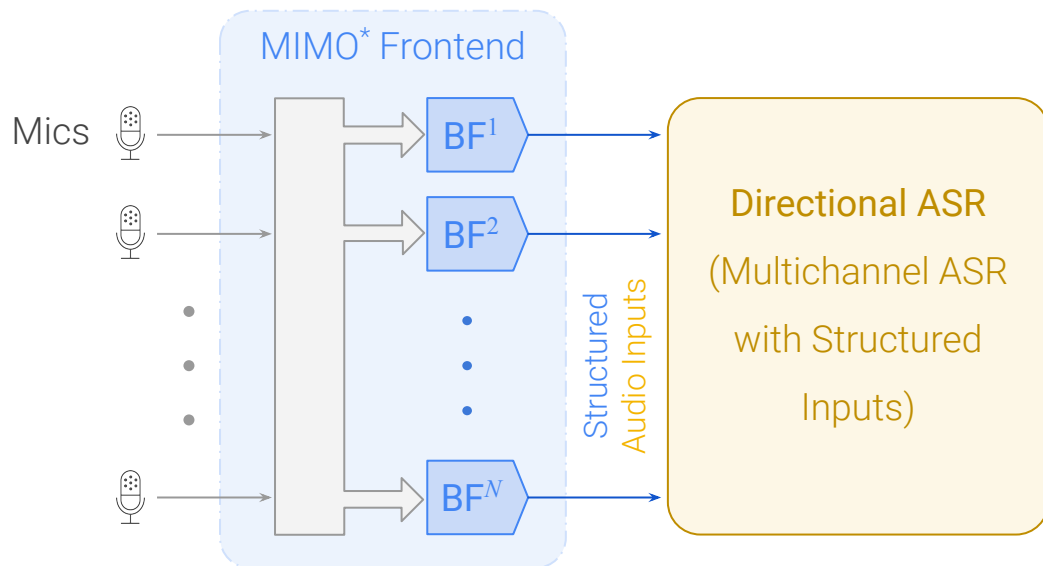 MIMO* Frontend
Mics
BF¹
BF²
BFᴺ
Structured
Audio Inputs
Directional ASR
(Multichannel ASR
with Structured
Inputs)